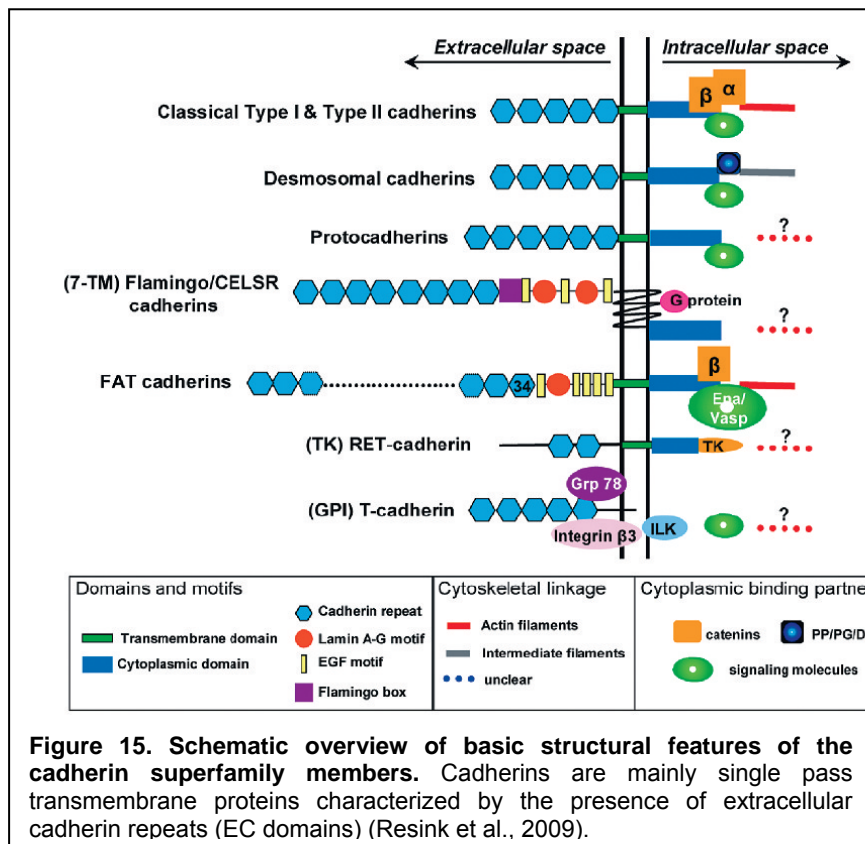 Extracellular space
Intracellular space
Classical Type I & Type II cadherins
β
α
Desmosomal cadherins
Protocadherins
?
(7-TM) Flamingo/CELSR
cadherins
G protein
?
FAT cadherins
34
β
Ena/
Vasp
(TK) RET-cadherin
TK
?
Grp 78
(GPI) T-cadherin
Integrin β3
ILK
?
Domains and motifs
Transmembrane domain
Cytoplasmic domain
Cadherin repeat
Lamin A-G motif
EGF motif
Flamingo box
Cytoskeletal linkage
Actin filaments
Intermediate filaments
unclear
Cytoplasmic binding partne
catenins
PP/PG/D
signaling molecules
Figure 15. Schematic overview of basic structural features of the
cadherin superfamily members. Cadherins are mainly single pass
transmembrane proteins characterized by the presence of extracellular
cadherin repeats (EC domains) (Resink et al., 2009).